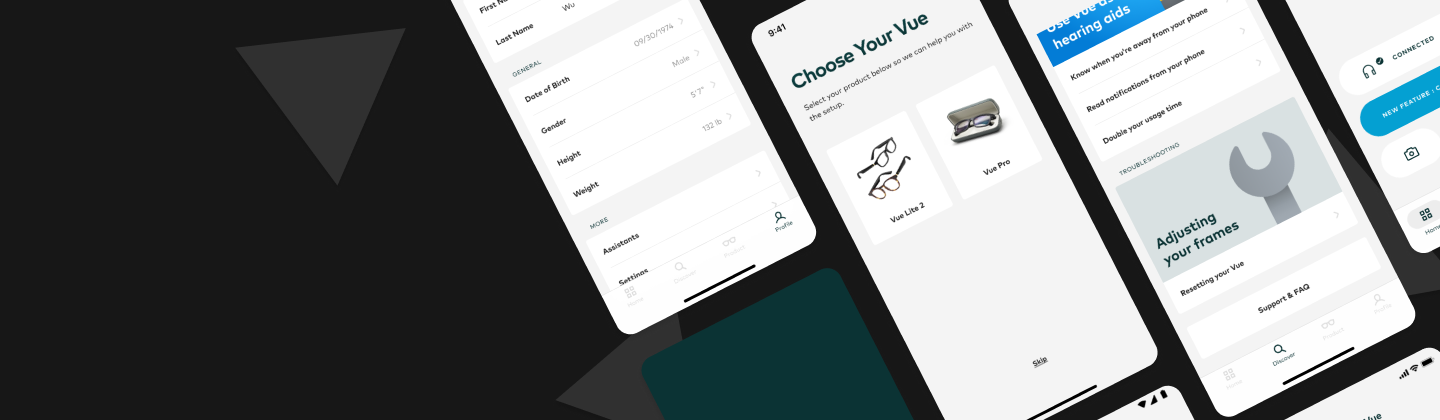 First N
Last Name
Wu
GENERAL
Date of Birth
09/30/1974
Gender
Male
Height
5'7"
Weight
132 lb
MORE
Assistants
Settings
Home
Discover
Product
Profile
9:41
Choose Your Vue
Select your product below so we can help you with
the setup.
Vue Lite 2
Vue Pro
Skip
Use Vue as
hearing aids
Know when you're away from your phone
Read notifications from your phone
Double your usage time
TROUBLESHOOTING
Adjusting
your frames
Resetting your Vue
Support & FAQ
Home
Discover
Product
Profile
CONNECTED
NEW FEATURE : C
Home
Vue